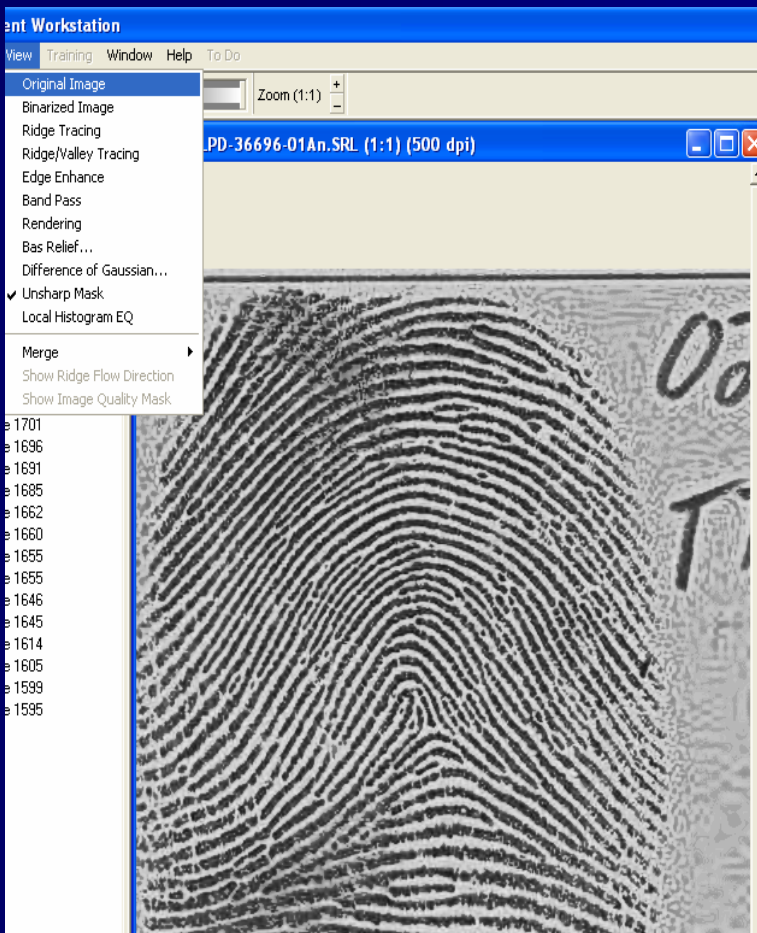 ent Workstation
View Training Window Help To Do
Original Image
Binarized Image
Ridge Tracing
Ridge/Valley Tracing
Edge Enhance
Band Pass
Rendering
Bas Relief...
Difference of Gaussian...
Unsharp Mask
Local Histogram EQ
Merge
Show Ridge Flow Direction
Show Image Quality Mask
Zoom (1:1) + -
LPD-36696-01An.SRL (1:1) (500 dpi)
e 1701
e 1696
e 1691
e 1685
e 1662
e 1660
e 1655
e 1655
e 1646
e 1645
e 1614
e 1605
e 1599
e 1595